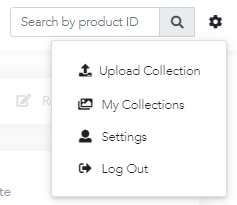 Search by product ID
Upload Collection
My Collections
Settings
Log Out